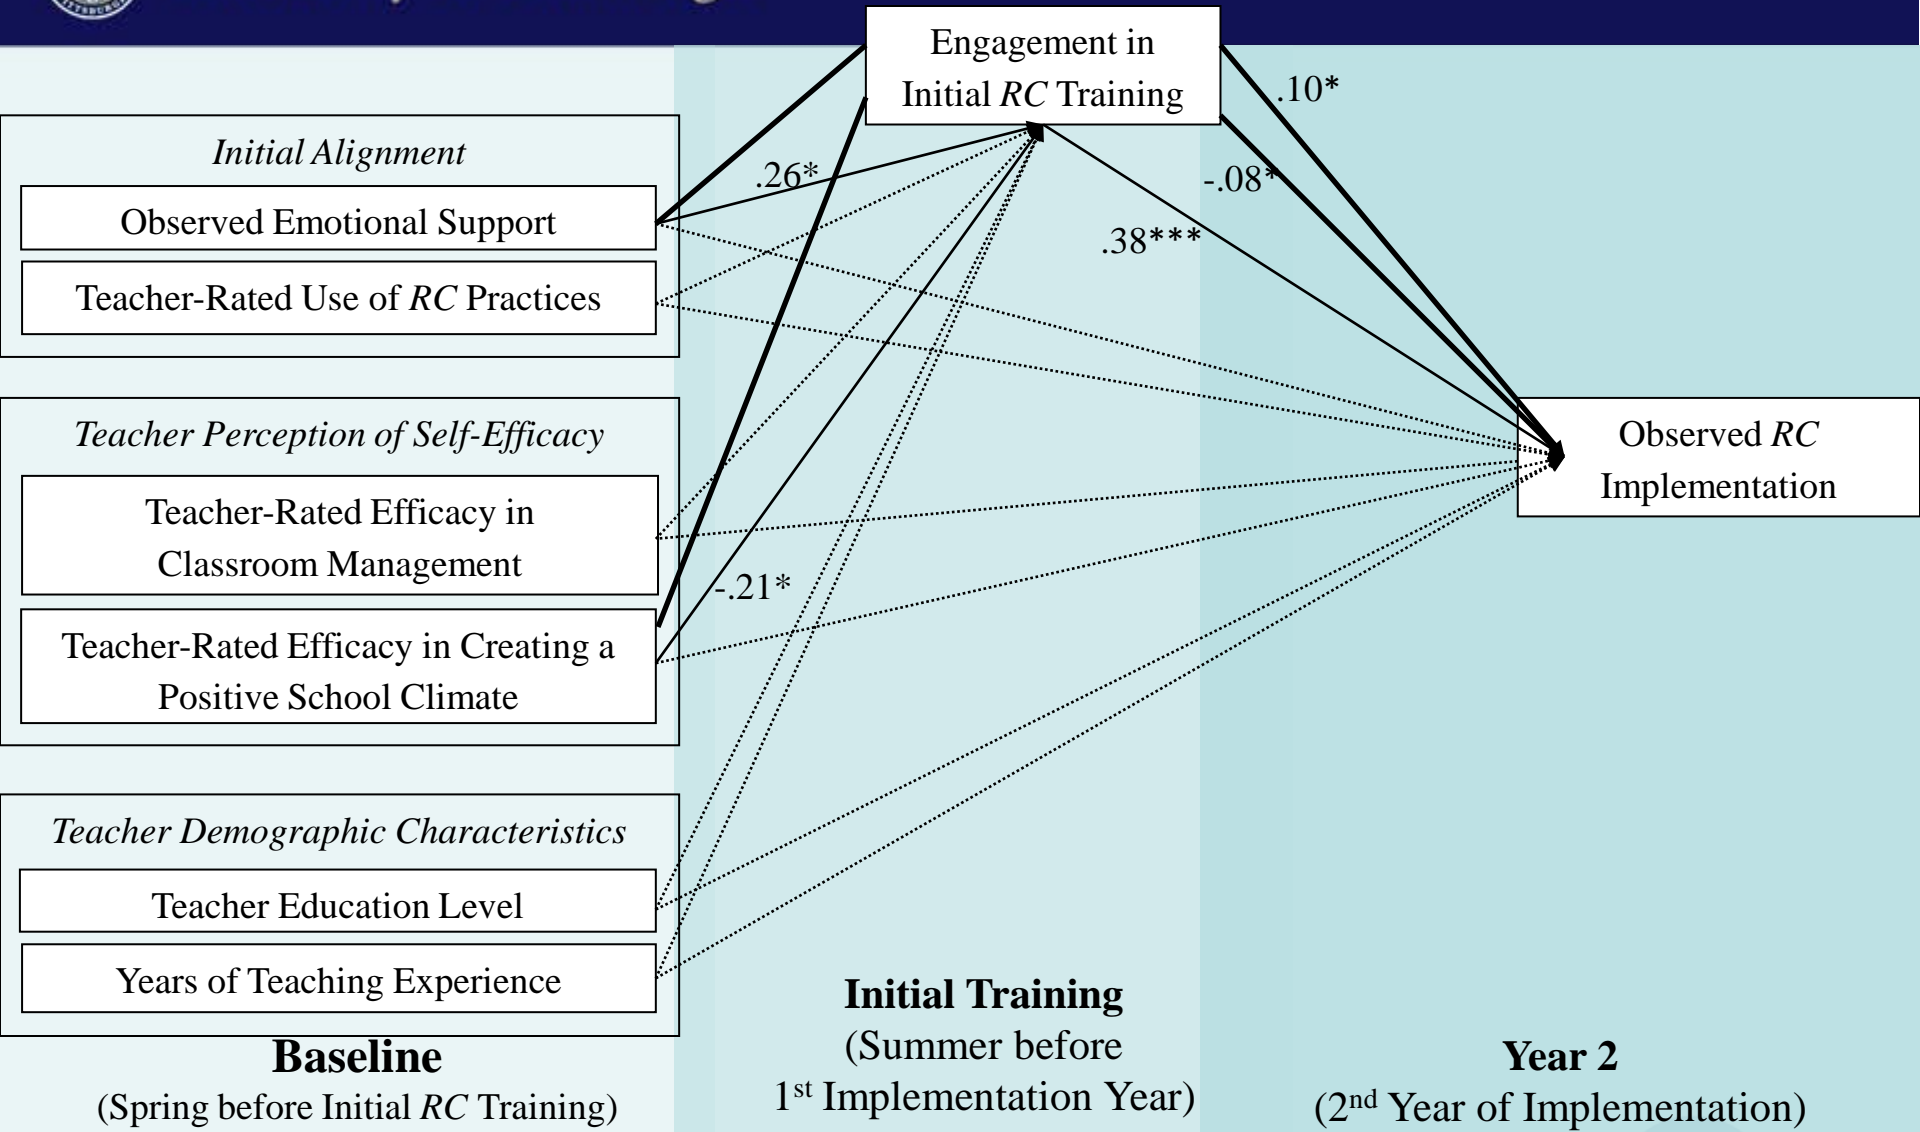 Engagement in
Initial RC Training
.10*
Initial Alignment
.26*
-.08*
Observed Emotional Support
.38***
Teacher-Rated Use of RC Practices
Teacher Perception of Self-Efficacy
Observed RC
Implementation
Teacher-Rated Efficacy in
Classroom Management
-.21*
Teacher-Rated Efficacy in Creating a
Positive School Climate
Teacher Demographic Characteristics
Teacher Education Level
Years of Teaching Experience
Baseline
(Spring before Initial RC Training)
Initial Training
(Summer before
1st Implementation Year)
Year 2
(2nd Year of Implementation)